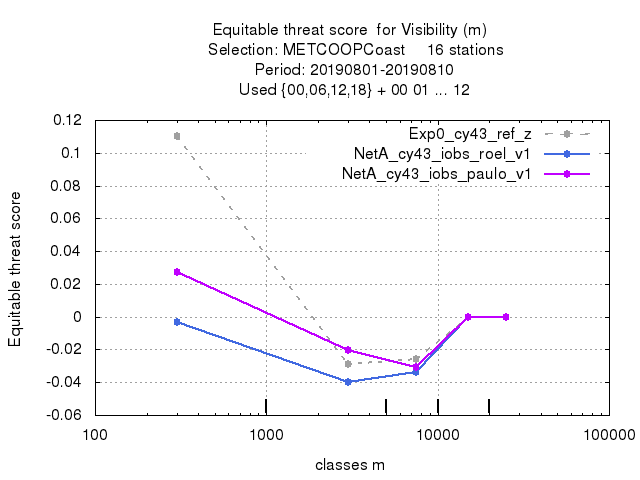 Equitable threat score  for Visibility (m)
Selection: METCOOPCoast    16 stations
Period: 20190801-20190810
Used {00,06,12,18} + 00 01 ... 12
Exp0_cy43_ref_z
NetA_cy43_iobs_roel_v1
NetA_cy43_iobs_paulo_v1
Equitable threat score
0.12
0.1
0.08
0.06
0.04
0.02
0
-0.02
-0.04
-0.06
100 1000 10000 100000
classes m